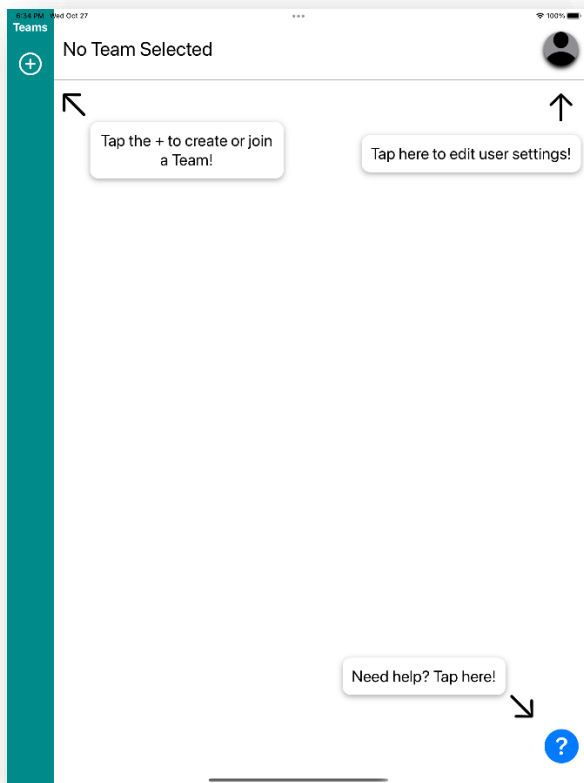 6:34 PM Wed Oct 27
100%
Teams
No Team Selected
Tap the + to create or join
a Team!
Tap here to edit user settings!
Need help? Tap here!
?